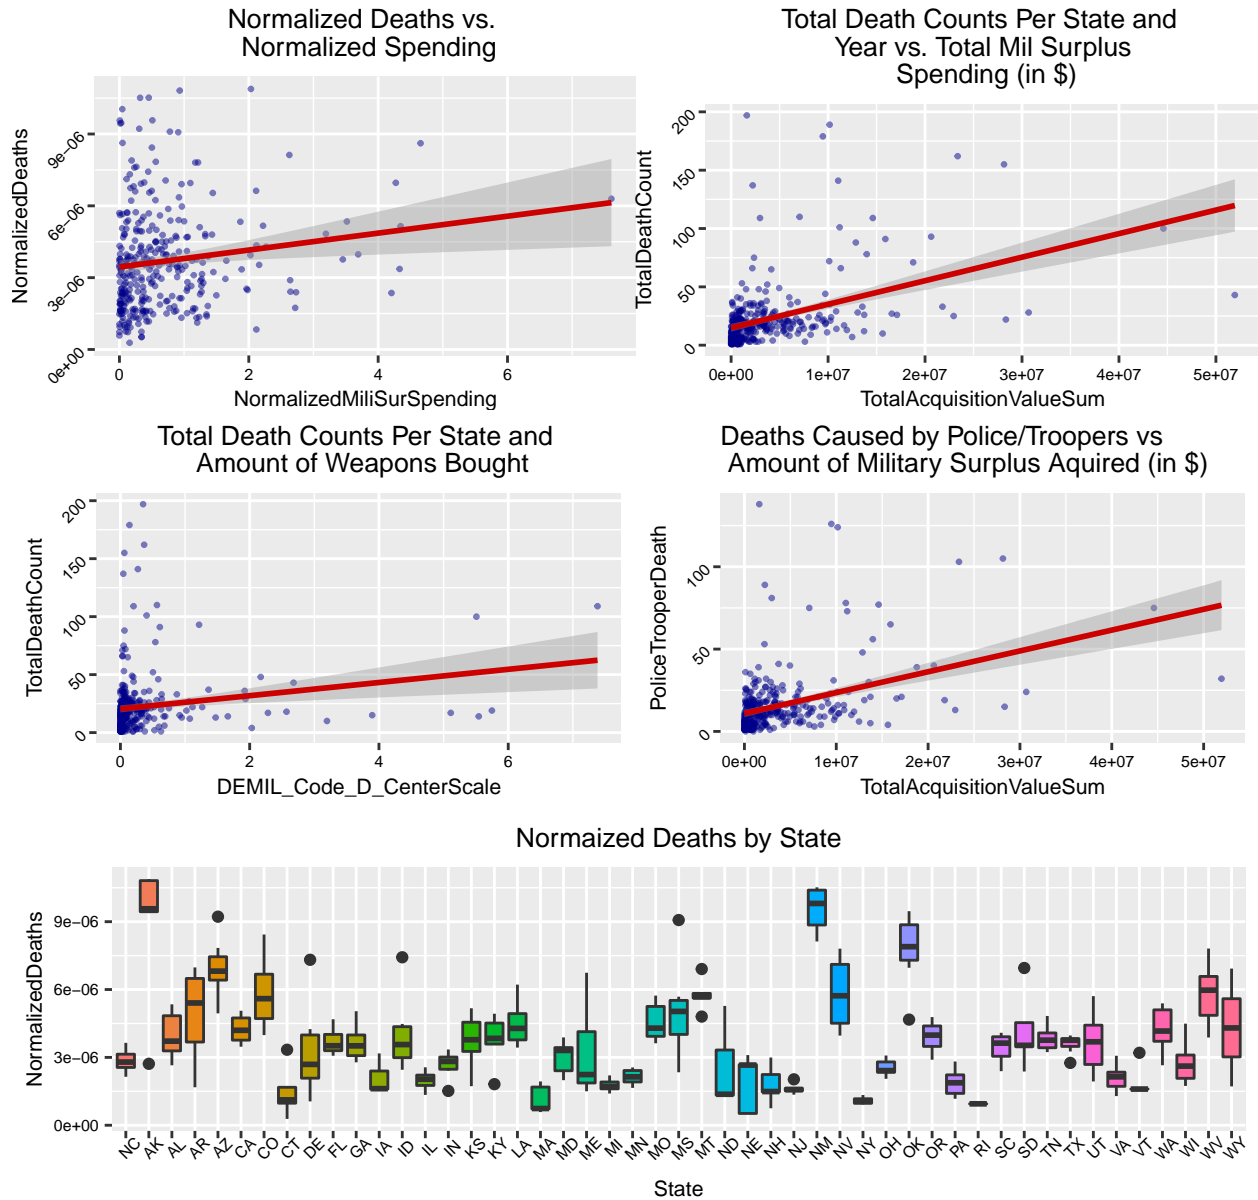 Normalized Deaths vs.
Normalized Spending
NormalizedDeaths
9e−06
6e−06
3e−06
0e+00
0 2 4 6
NormalizedMiliSurSpending
Total Death Counts Per State and
Year vs. Total Mil Surplus
Spending (in $)
TotalDeathCount
200
150
100
50
0
0e+00 1e+07 2e+07 3e+07 4e+07 5e+07
TotalAcquisitionValueSum
Total Death Counts Per State and
Amount of Weapons Bought
TotalDeathCount
200
150
100
50
0
0 2 4 6
DEMIL_Code_D_CenterScale
Deaths Caused by Police/Troopers vs
Amount of Military Surplus Aquired (in $)
PoliceTrooperDeath
100
50
0
0e+00 1e+07 2e+07 3e+07 4e+07 5e+07
TotalAcquisitionValueSum
Normaized Deaths by State
NormalizedDeaths
9e−06
6e−06
3e−06
0e+00
NC AK AL AR AZ CA CO CT DE FL GA IA ID IL IN KS KY LA MA MD ME MI MN MO MS MT ND NE NH NJ NM NV NY OH OK OR PA RI SC SD TN TX UT VA VT WA WI WV WY
State